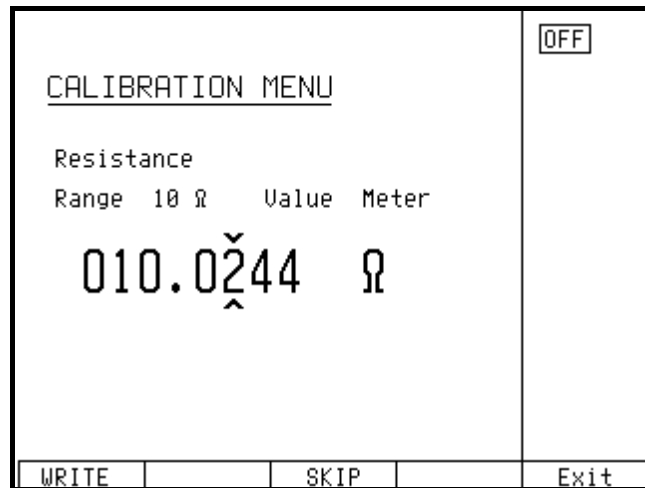 OFF
CALIBRATION MENU
Resistance
Range 10 Ω Value Meter
010.0244 Ω
WRITE SKIP Exit